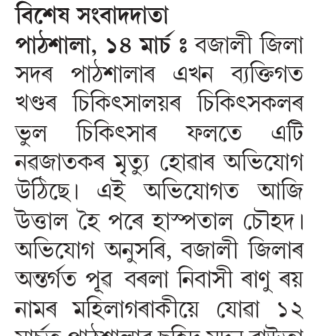 বিশেষ সংবাদদাতা
পাঠশালা, ১৪ মাৰ্চ ঃ বজালী জিলা
সদৰ পাঠশালাৰ এখন ব্যক্তিগত
খণ্ডৰ চিকিৎসালয়ৰ চিকিৎসকলৰ
ভুল চিকিৎসাৰ ফলতে এটি
নৱজাতকৰ মৃত্যু হোৱাৰ অভিযোগ
উঠিছে। এই অভিযোগত আজি
উত্তাল হৈ পৰে হাস্পতাল চৌহদ।
অভিযোগ অনুসৰি, বজালী জিলাৰ
অন্তৰ্গত পূৱ বৰলা নিবাসী ৰাণু ৰয়
নামৰ মহিলাগৰাকীয়ে যোৱা ১২